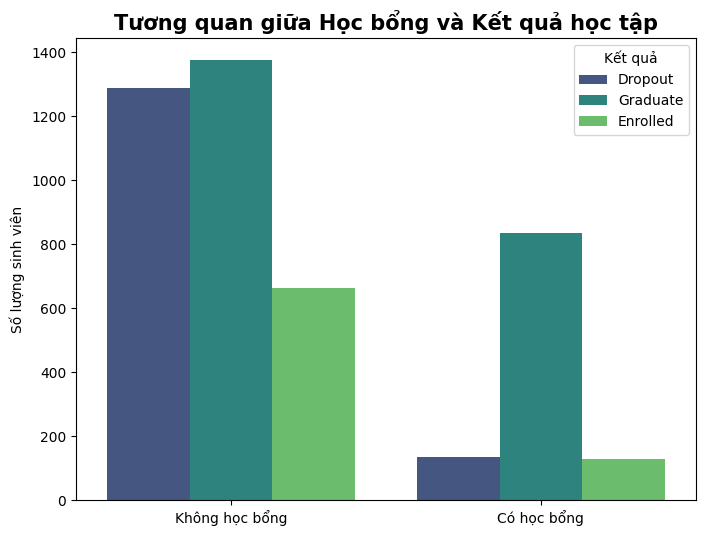 Tương quan giữa Học bổng và Kết quả học tập
Kết quả
Dropout
Graduate
Enrolled
Số lượng sinh viên
1400
1200
1000
800
600
400
200
0
Không học bổng
Có học bổng